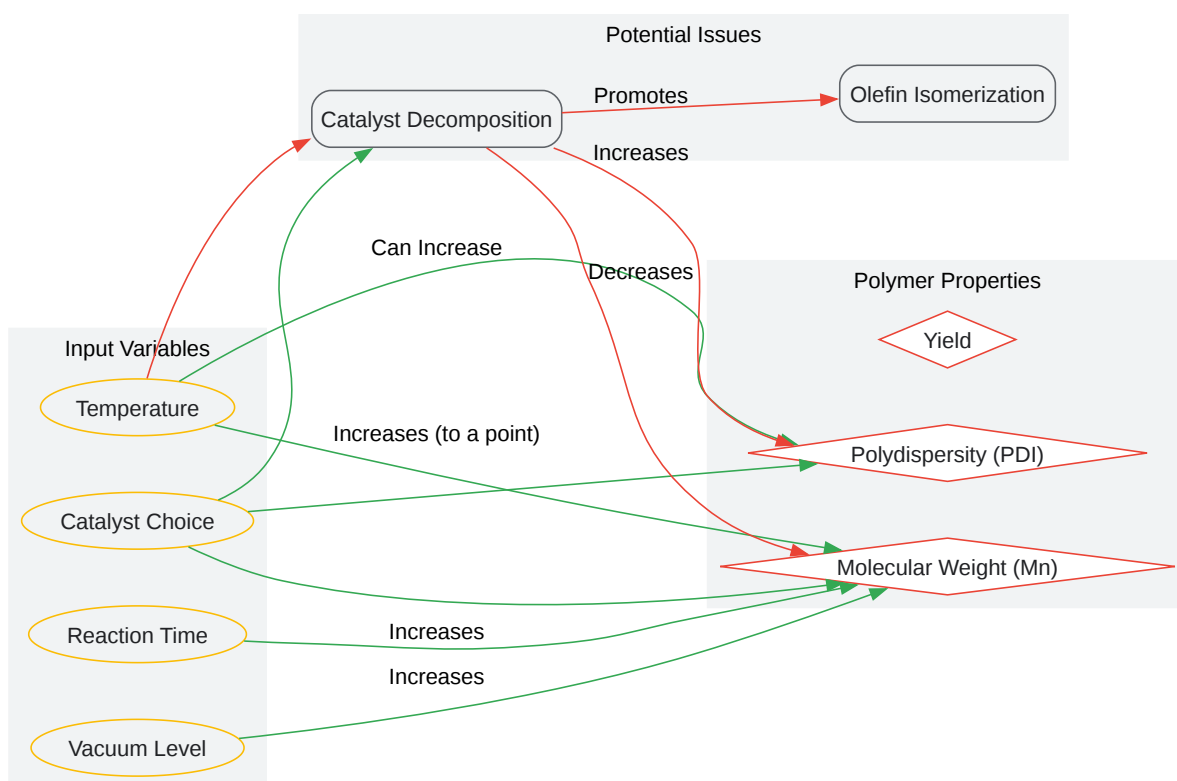 Potential Issues
Olefin Isomerization
Promotes
Catalyst Decomposition
Increases
Can Increase
Decreases
Polymer Properties
Yield
Input Variables
Temperature
Increases (to a point)
Polydispersity (PDI)
Catalyst Choice
Molecular Weight (Mn)
Reaction Time
Increases
Increases
Vacuum Level